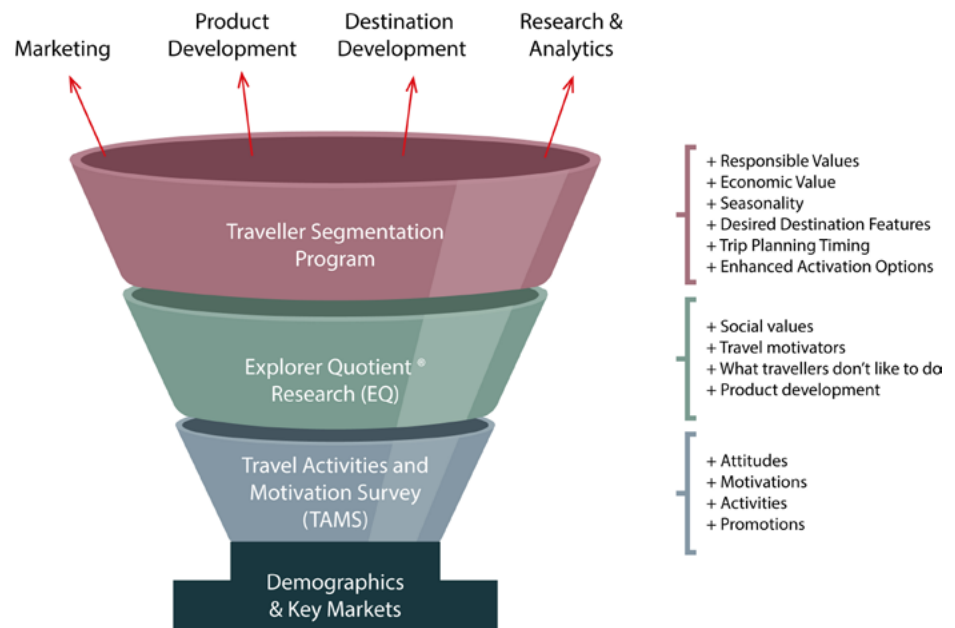 Marketing
Product
Development
Destination
Development
Research &
Analytics
Traveller Segmentation
Program
+ Responsible Values
+ Economic Value
+ Seasonality
+ Desired Destination Features
+ Trip Planning Timing
+ Enhanced Activation Options
Explorer Quotient ®
Research (EQ)
+ Social values
+ Travel motivators
+ What travellers don't like to do
+ Product development
Travel Activities and
Motivation Survey
(TAMS)
+ Attitudes
+ Motivations
+ Activities
+ Promotions
Demographics
& Key Markets